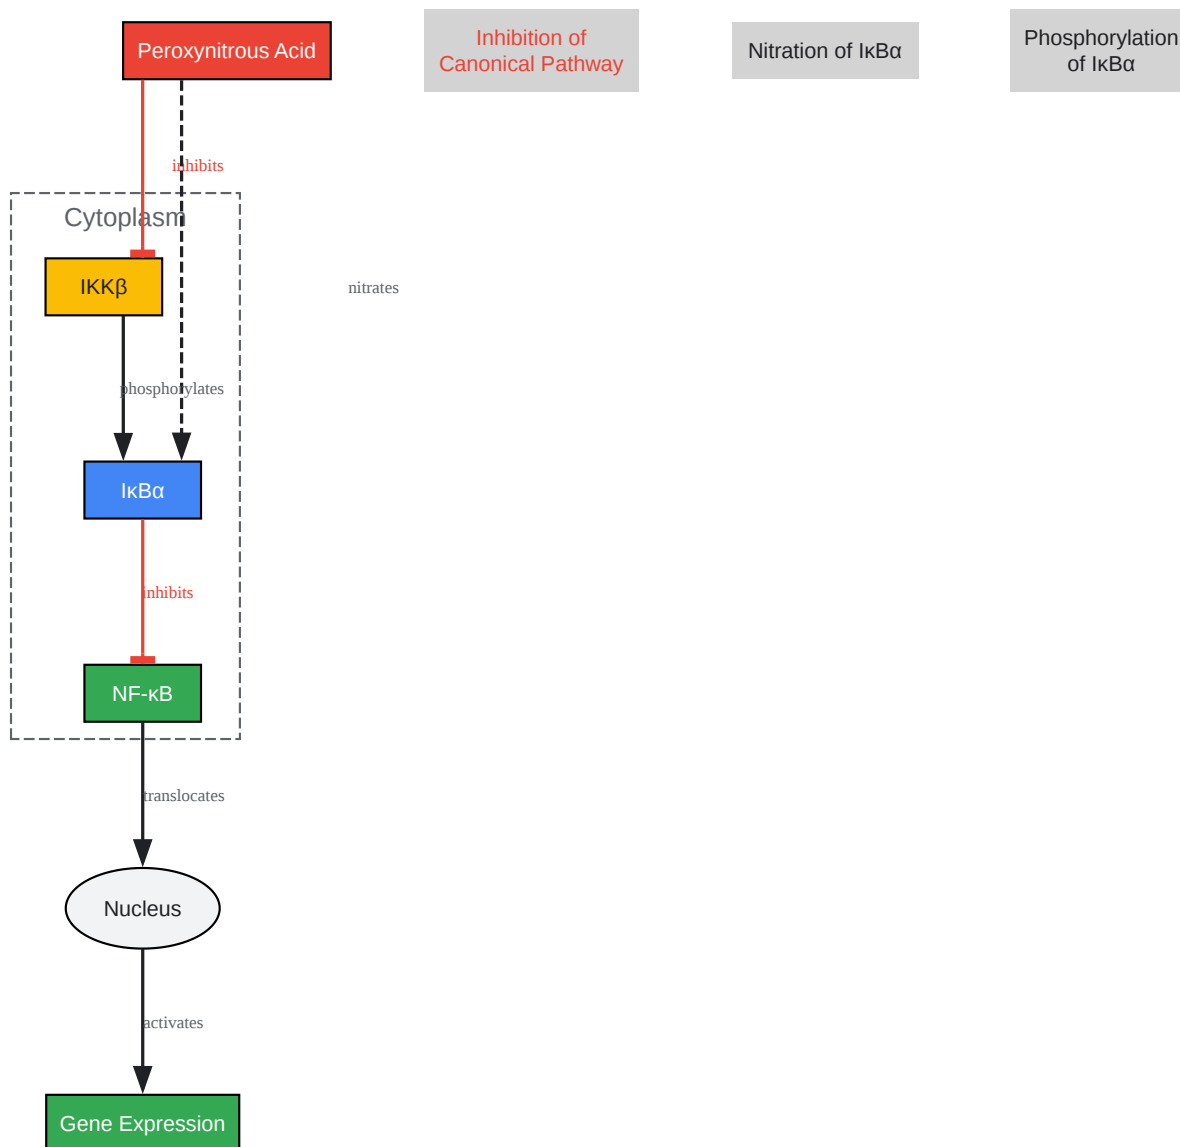 Peroxynitrous Acid
Inhibition of
Canonical Pathway
Nitration of IκBα
Phosphorylation
of IκBα
inhibits
Cytoplasm
IKKβ
nitrates
phosphorylates
IκBα
inhibits
NF-κB
translocates
Nucleus
activates
Gene Expression